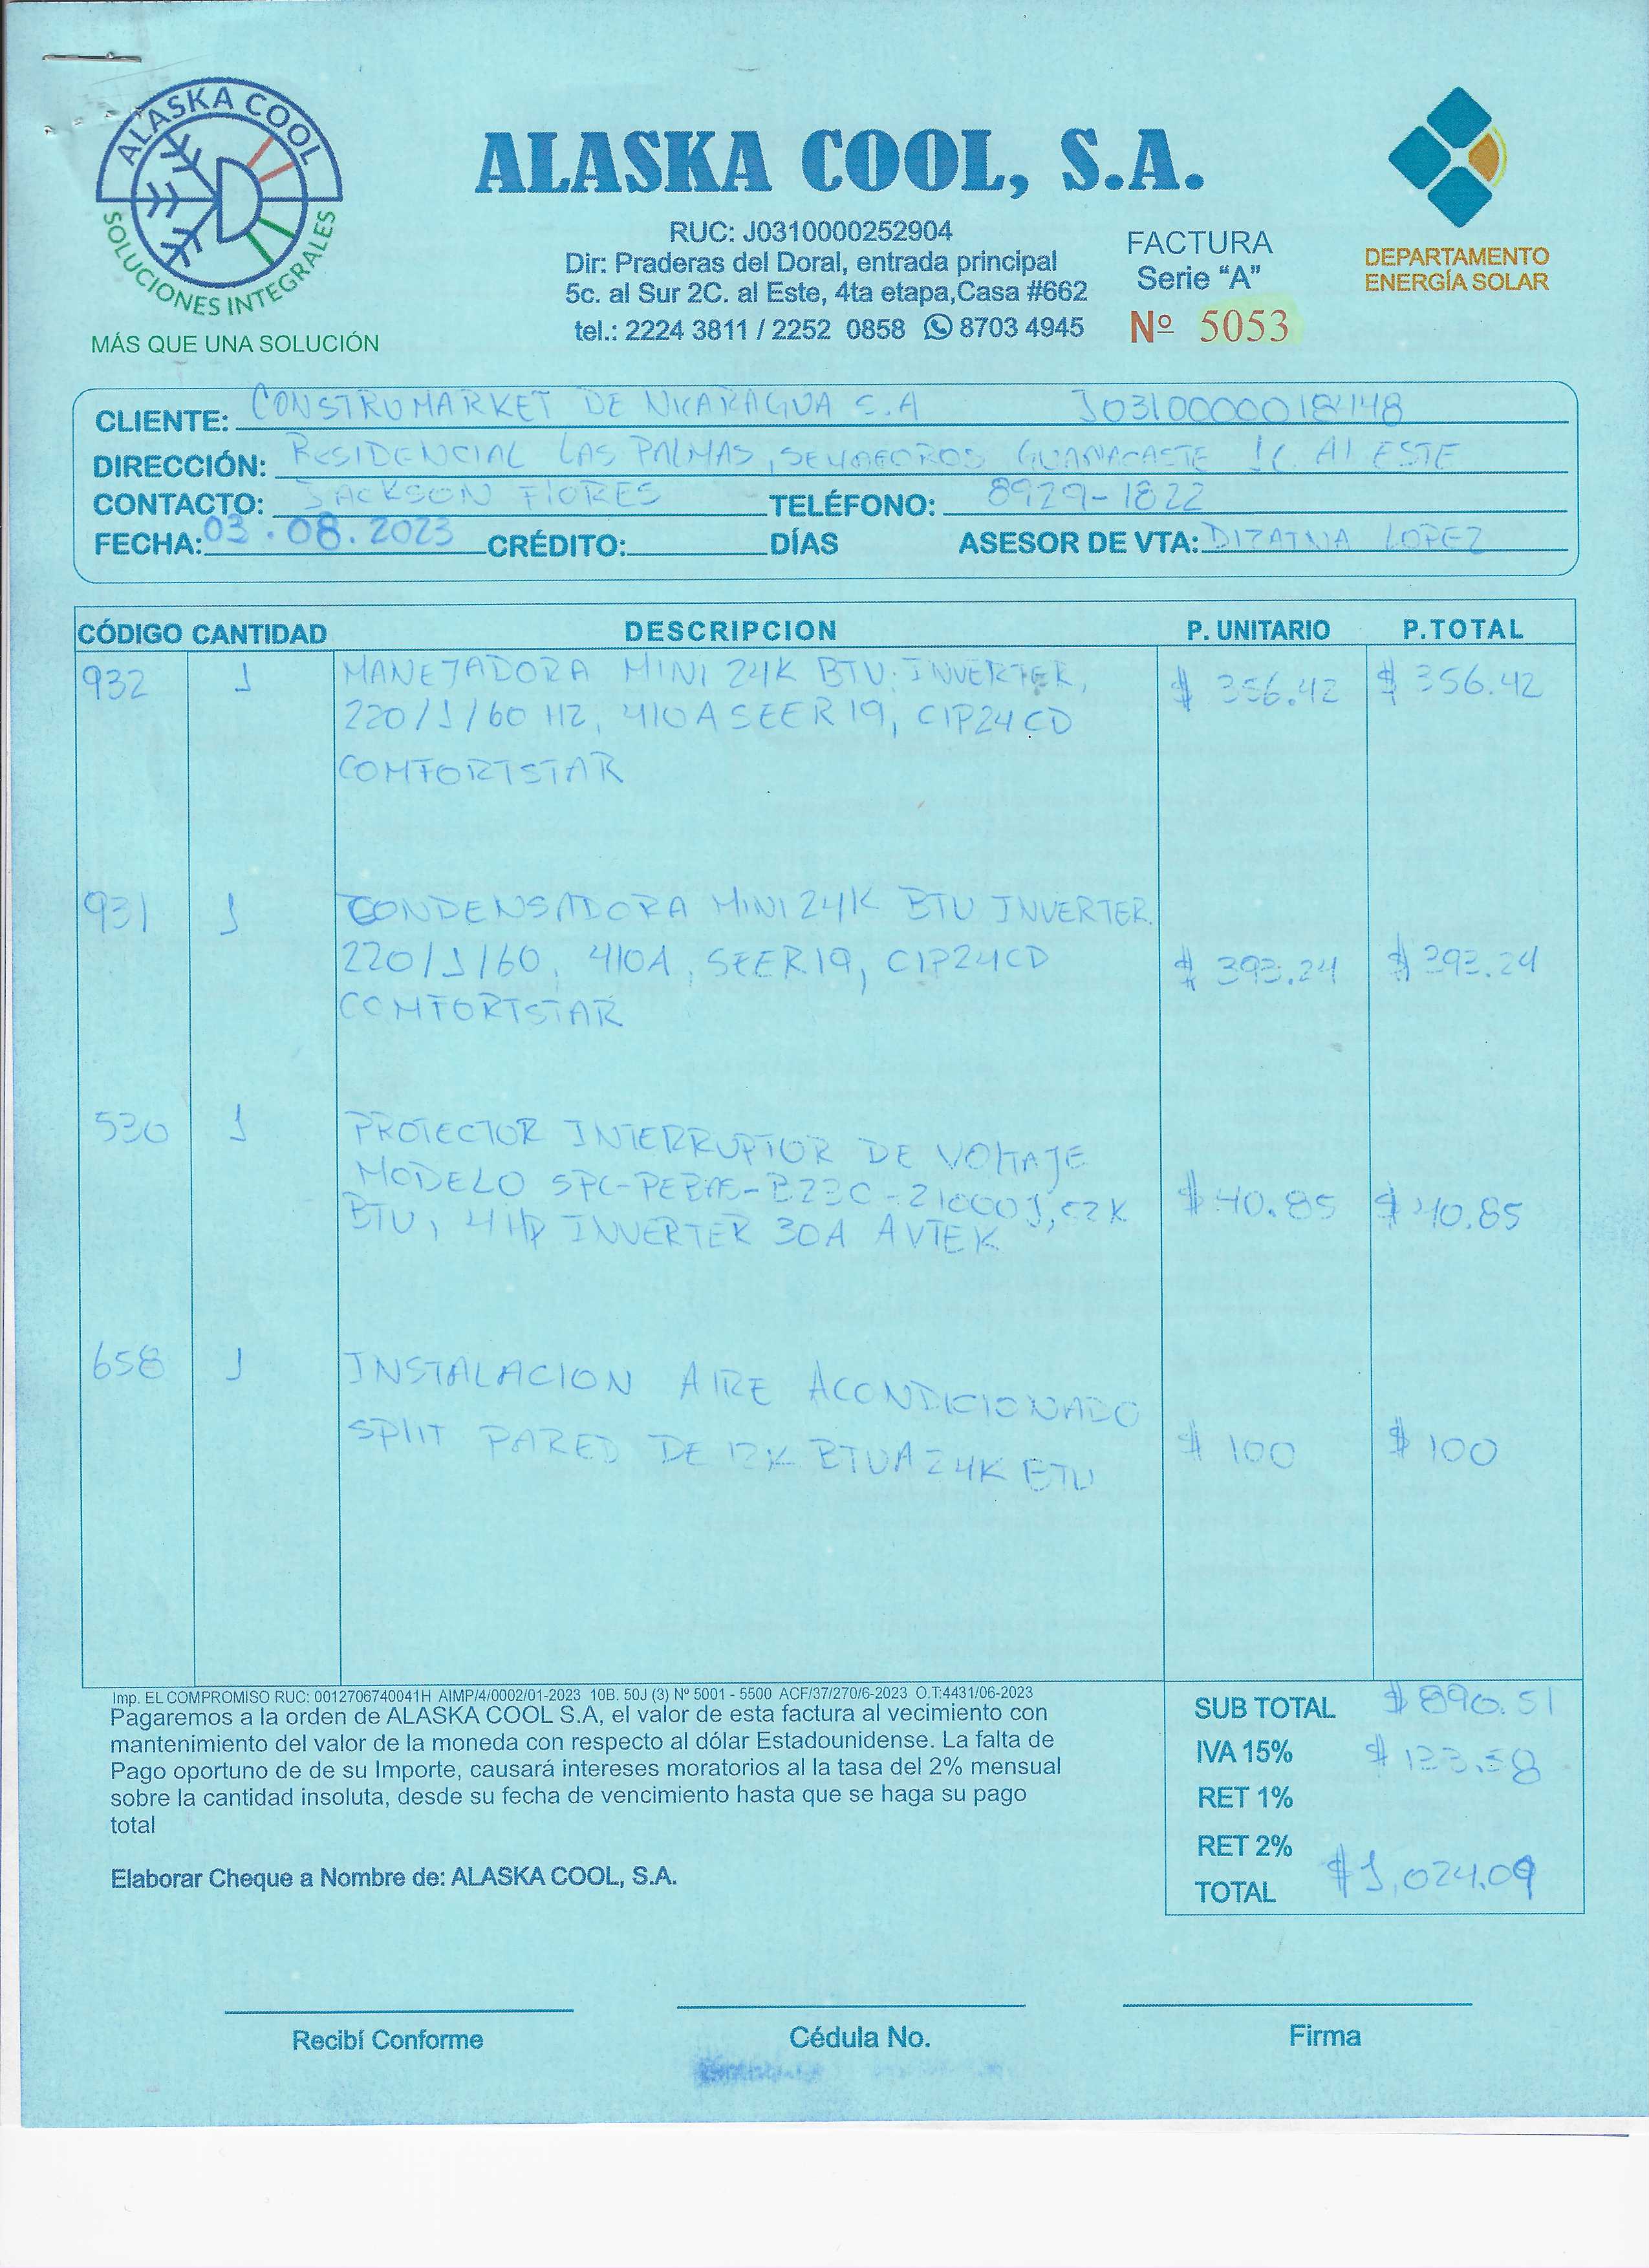 ALASKA COOL
SOLUCIONES INTEGRALES
MÁS QUE UNA SOLUCIÓN
ALASKA COOL, S.A.
RUC: J0310000252904
Dir: Praderas del Doral, entrada principal
5c. al Sur 2C. al Este, 4ta etapa,Casa #662
tel.: 2224 3811 / 2252 0858 8703 4945
FACTURA
Serie "A"
Nº 5053
DEPARTAMENTO
ENERGÍA SOLAR
CLIENTE: CONSTRUMARKET DE NICARAGUA S.A J0310000018448
DIRECCIÓN: RESIDENCIAL LAS PALMAS, SEMAFOROS GUANACASTE 1C Al ESTE
CONTACTO: JACKSON FlORES TELÉFONO: 8929-1822
FECHA: 03.08.2023 CRÉDITO: DÍAS ASESOR DE VTA: LOPEZ
CÓDIGO CANTIDAD DESCRIPCION P. UNITARIO P.TOTAL
932 1 MANEJADORA MINI 24K BTU INVERTER, $ 356.42 $ 356.42
220/1/60 HZ, 410A SEER 19, CIP24CD
COMFORTSTAR
931 1 CONDENSADORA MINI 24K BTU INVERTER.
220/1/60, 410A, SEER19, CIP24CD $ 393.24 $ 393.24
COMFORTSTAR
530 1 PROTECTOR INTERRUPTOR DE VOltAJE
MODELO $ 40.85 $ 40.85
BTU, 4Hp INVERTER 30A AVTEK
658 1 INSTALACION AIRE ACONDICIONADO
SPlIT PARED DE 12K BTU A 24K BTU $ 100 $ 100
Imp. EL COMPROMISO RUC: 0012706740041H AIMP/4/0002/01-2023 10B. 50J (3) Nº 5001 - 5500 ACF/37/270/6-2023 O.T:4431/06-2023
Pagaremos a la orden de ALASKA COOL S.A, el valor de esta factura al vecimiento con
mantenimiento del valor de la moneda con respecto al dólar Estadounidense. La falta de
Pago oportuno de de su Importe, causará intereses moratorios al la tasa del 2% mensual
sobre la cantidad insoluta, desde su fecha de vencimiento hasta que se haga su pago
total
Elaborar Cheque a Nombre de: ALASKA COOL, S.A.
SUB TOTAL $ 890.51
IVA 15% $ 133.58
RET 1%
RET 2%
TOTAL $1,024.09
Recibí Conforme Cédula No. Firma